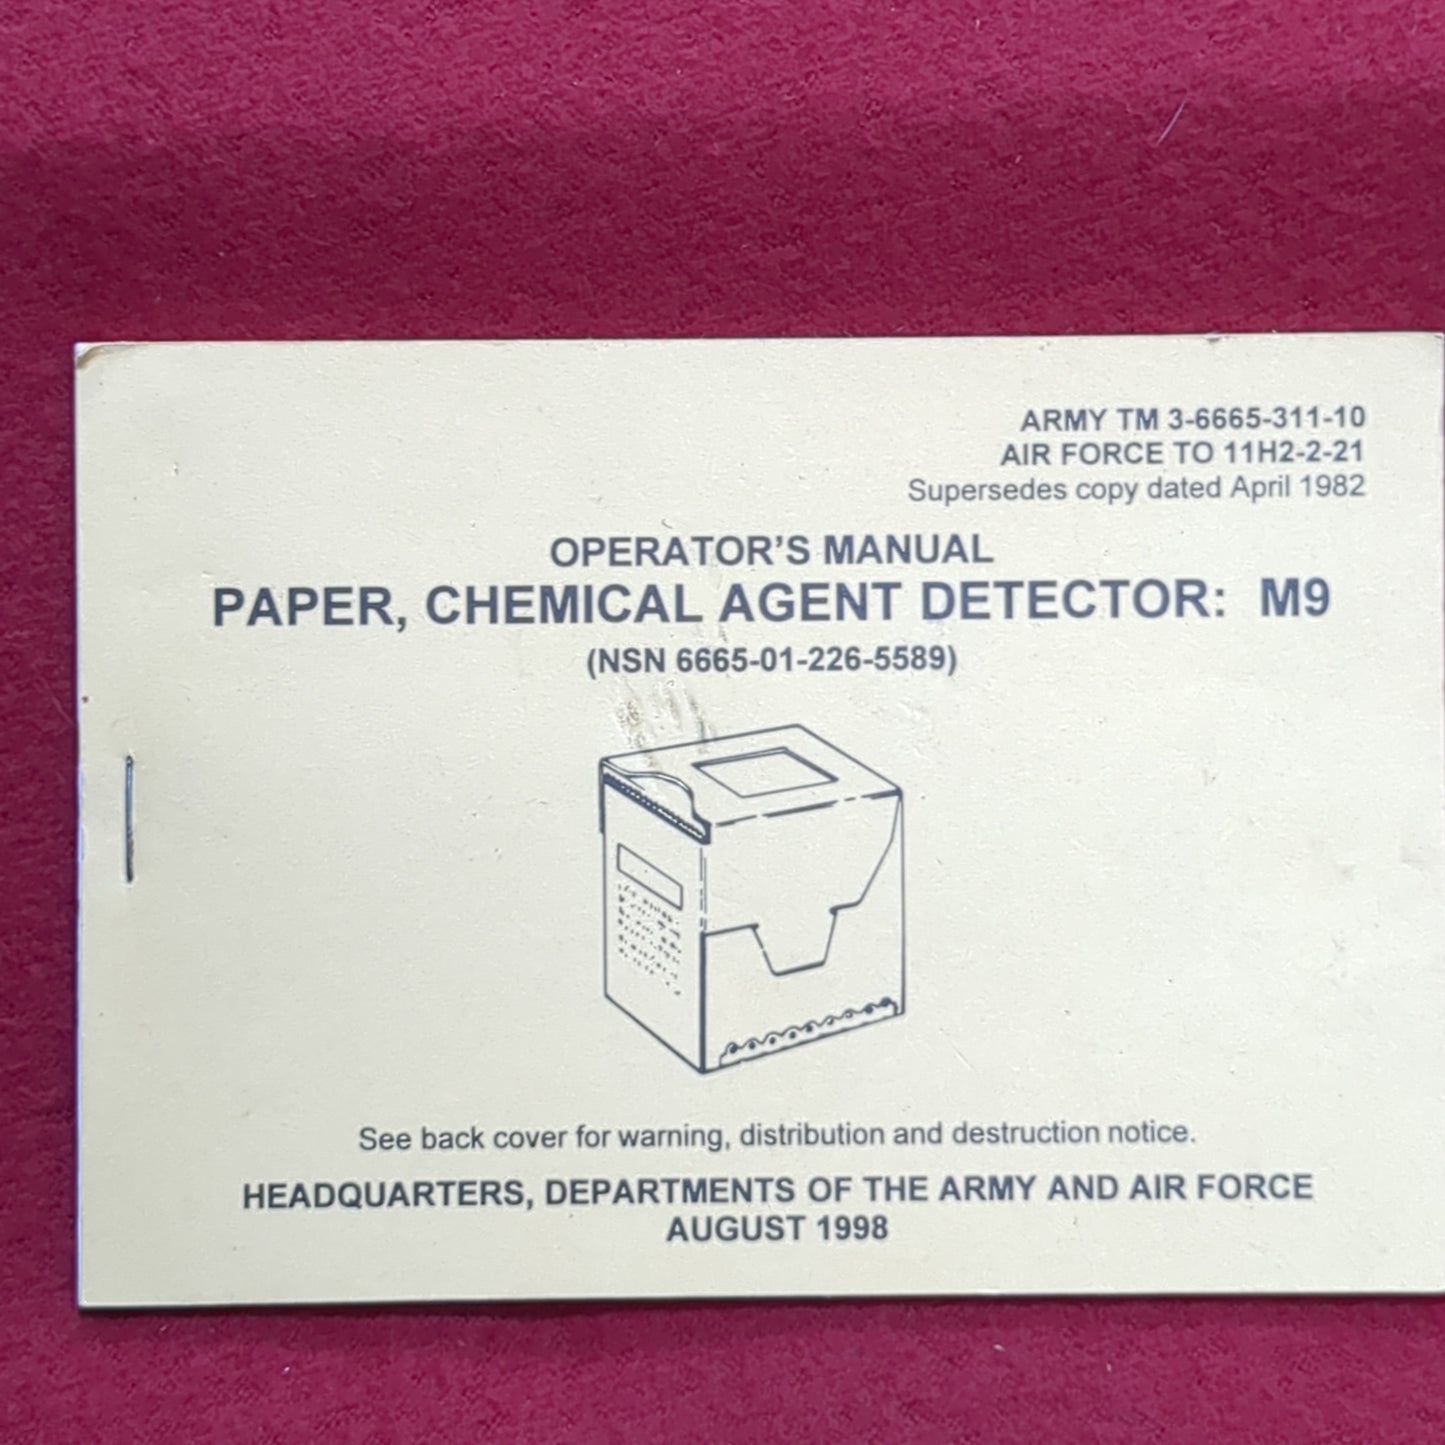 ARMY TM 3-6665-311-10
AIR FORCE TO 11H2-2-21
Supersedes copy dated April 1982
OPERATOR'S MANUAL
PAPER, CHEMICAL AGENT DETECTOR: M9
(NSN 6665-01-226-5589)
See back cover for warning, distribution and destruction notice.
HEADQUARTERS, DEPARTMENTS OF THE ARMY AND AIR FORCE
AUGUST 1998